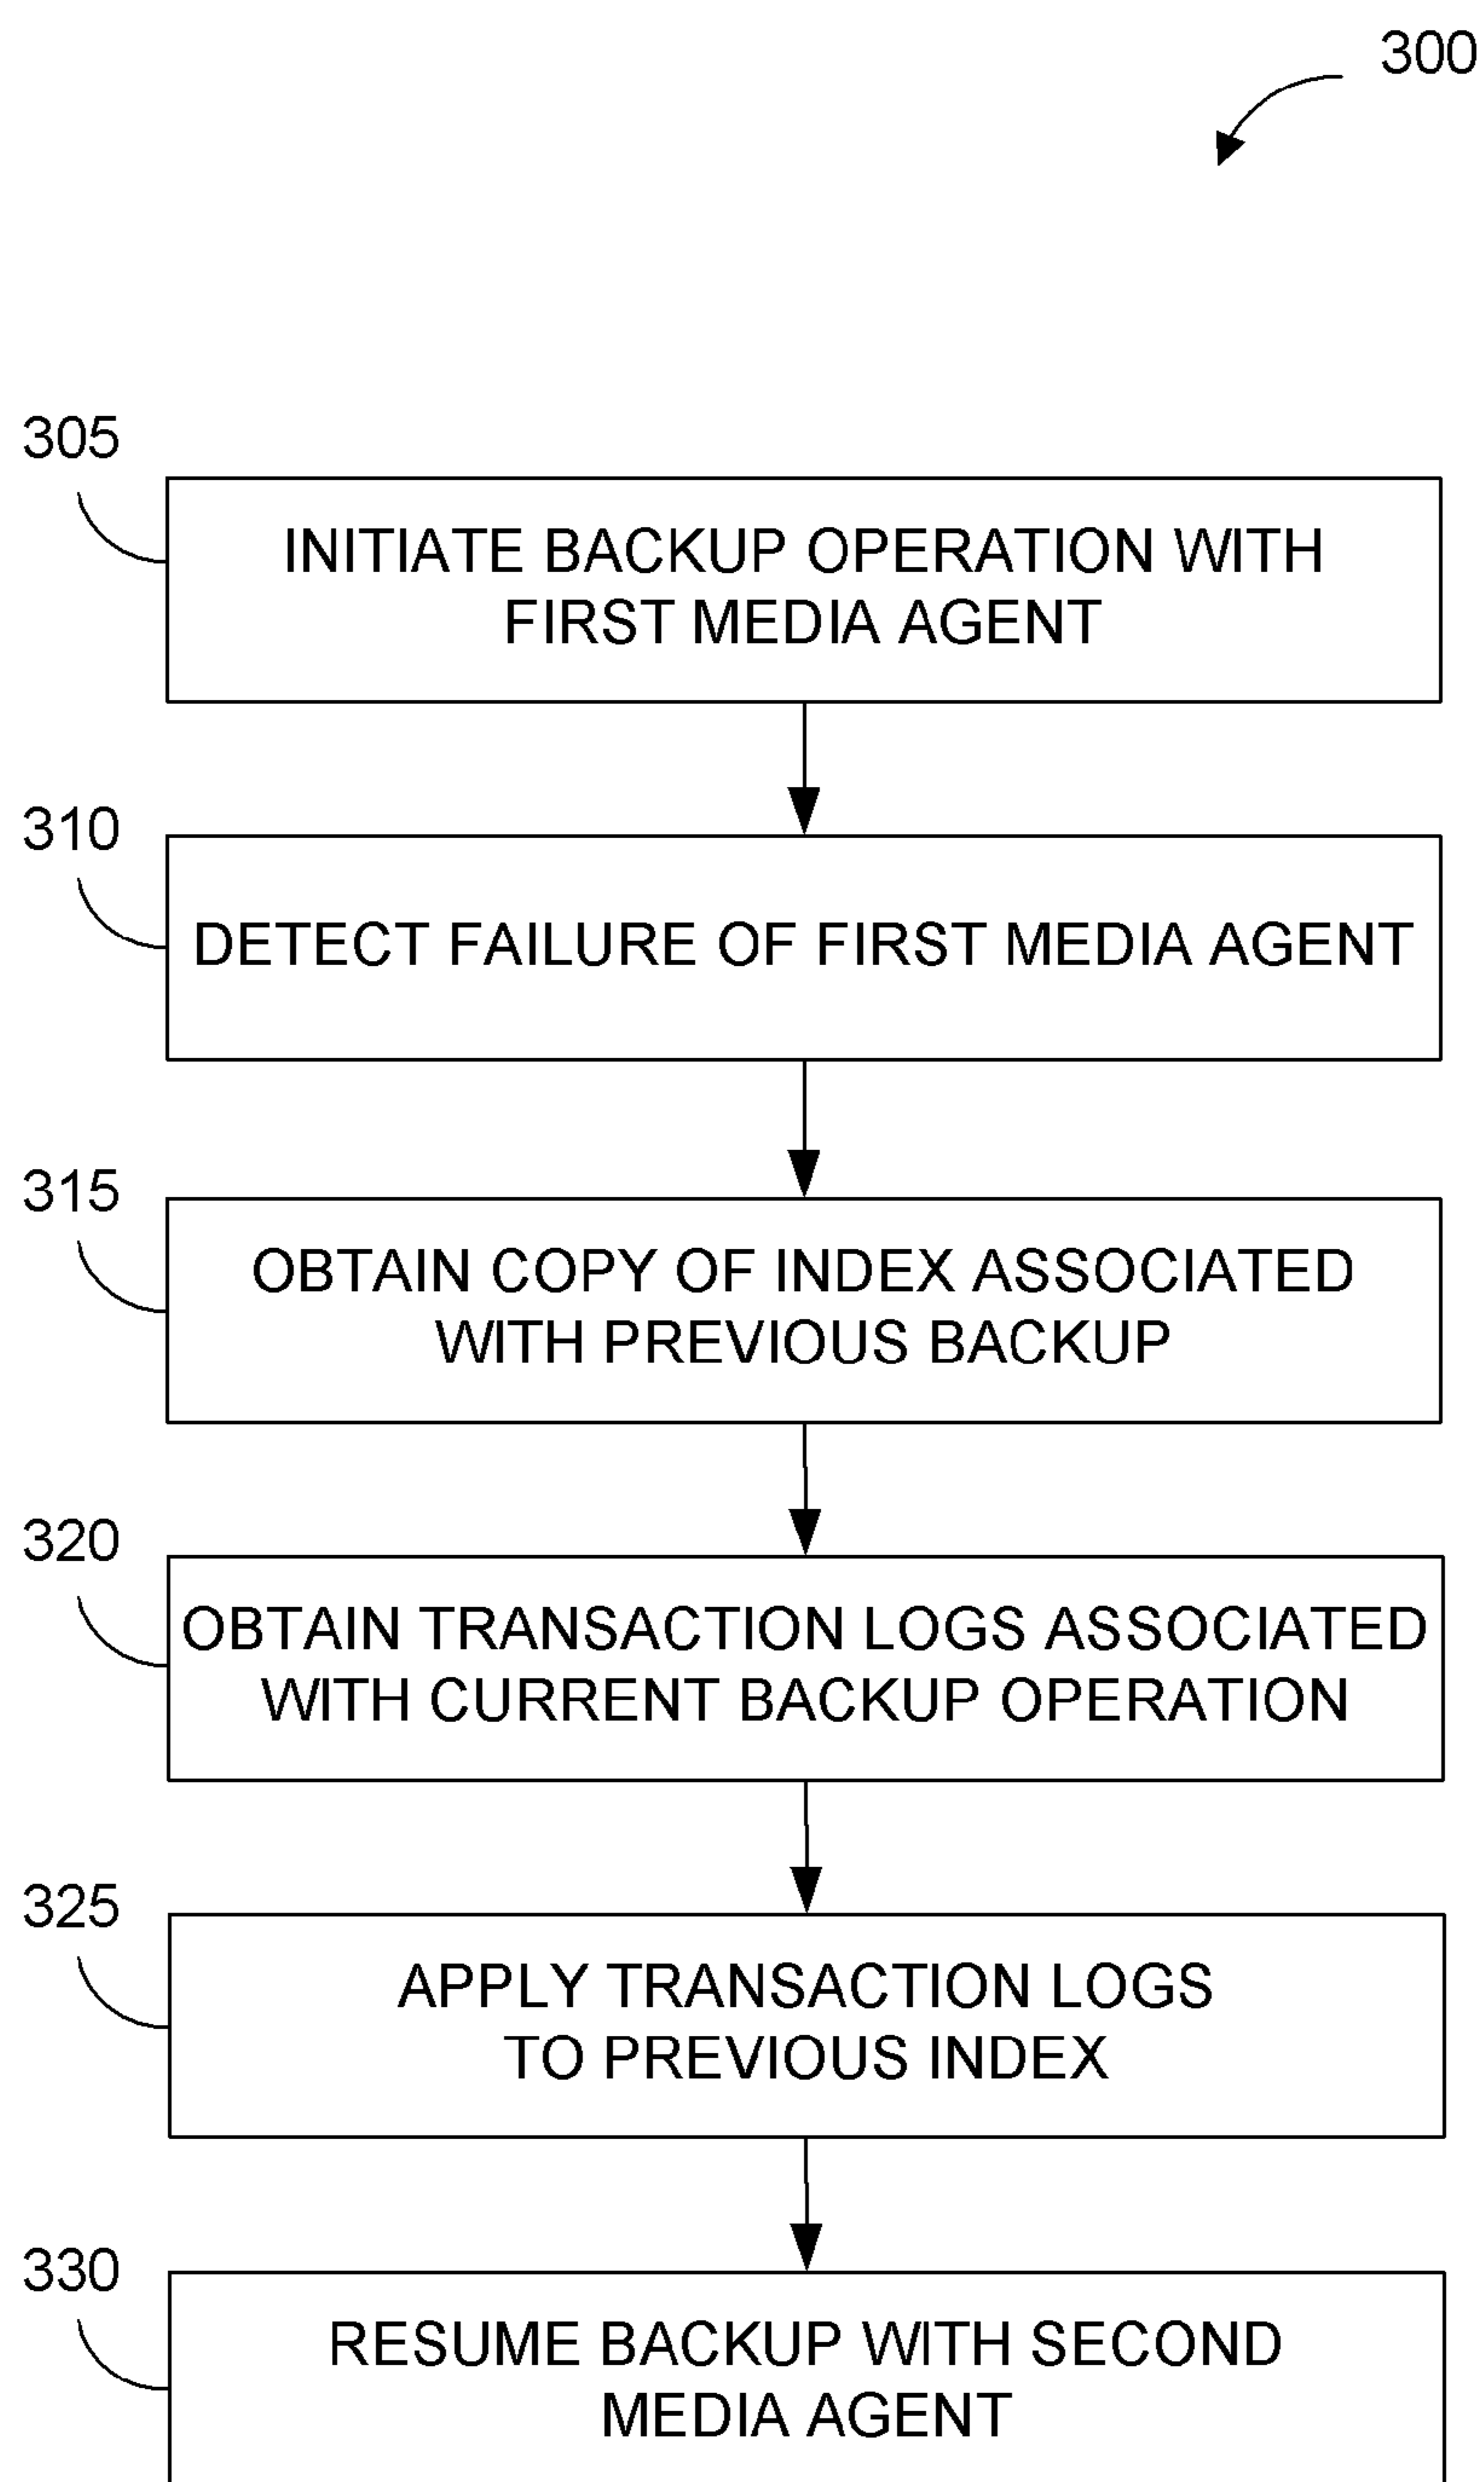 300
305
INITIATE BACKUP OPERATION WITH
FIRST MEDIA AGENT
310
DETECT FAILURE OF FIRST MEDIA AGENT
315
OBTAIN COPY OF INDEX ASSOCIATED
WITH PREVIOUS BACKUP
320
OBTAIN TRANSACTION LOGS ASSOCIATED
WITH CURRENT BACKUP OPERATION
325
APPLY TRANSACTION LOGS
TO PREVIOUS INDEX
330
RESUME BACKUP WITH SECOND
MEDIA AGENT